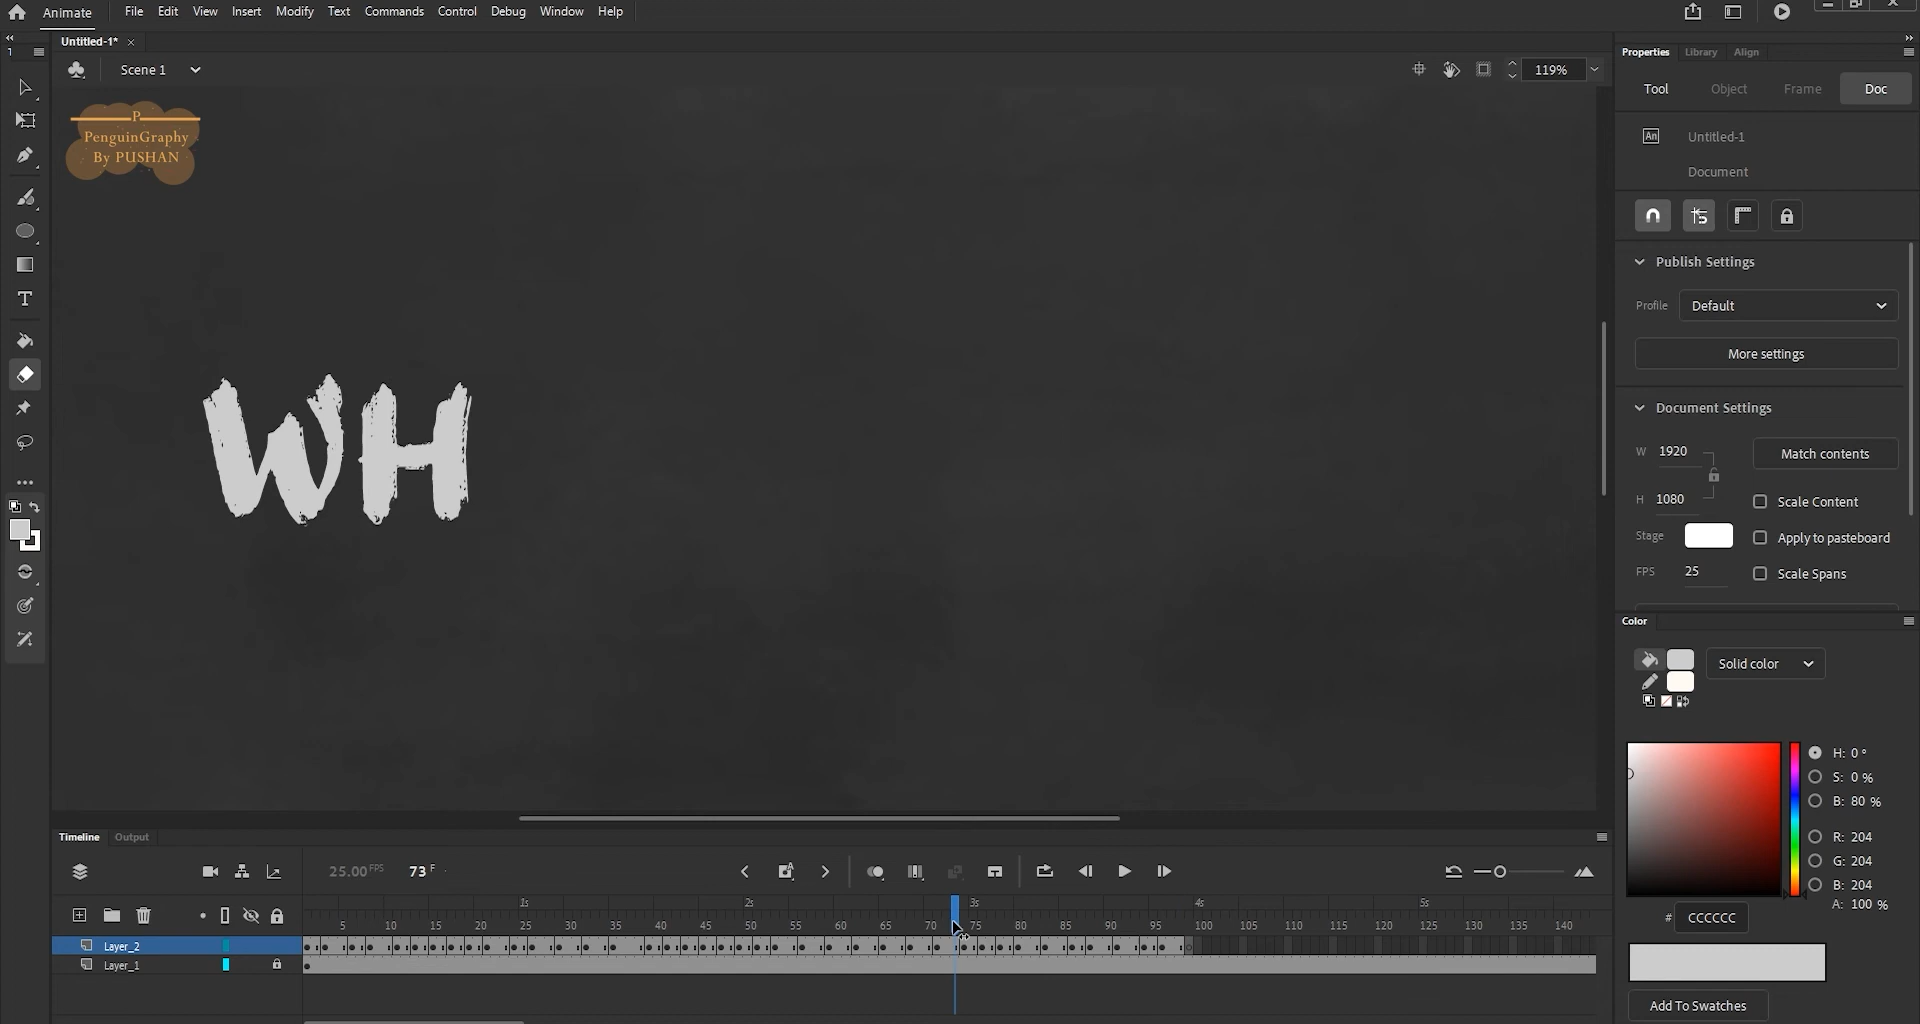 Animate File Edit View Insert Modify Text Commands Control Debug Window Help
Untitled-1* ×
Scene 1 119%
P
PenguinGraphy
By PUSHAN
WH
Properties Library Align
Tool Object Frame Doc
An Untitled-1
Document
Publish Settings
Profile Default
More settings
Document Settings
W 1920 Match contents
H 1080 Scale Content
Stage Apply to pasteboard
FPS 25 Scale Spans
Color
Solid color
H: 0 °
S: 0 %
B: 80 %
R: 204
G: 204
B: 204
A: 100 %
# CCCCCC
Add To Swatches
Timeline Output
25.00 FPS 73 F
1s 2s 3s 4s 5s
5 10 15 20 25 30 35 40 45 50 55 60 65 70 75 80 85 90 95 100 105 110 115 120 125 130 135 140
Layer_2
Layer_1